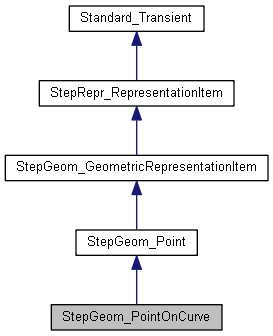 Standard_Transient
StepRepr_RepresentationItem
StepGeom_GeometricRepresentationItem
StepGeom_Point
StepGeom_PointOnCurve